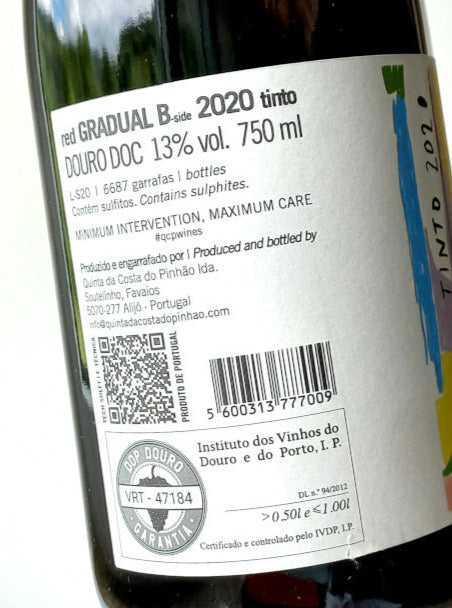 red GRADUAL B-side 2020 tinto
DOURO DOC 13% vol. 750 ml
L-S20 | 6687 garrafas | bottles
Contêm sulfitos. Contains sulphites.
MINIMUM INTERVENTION, MAXIMUM CARE
#qcpwines
Produzido e engarrafado por | Produced and bottled by
Quinta da Costa do Pinhão lda.
Soutelinho, Favaios
5070-277 Alijó - Portugal
info@quintadacostadopinhao.com
TECH SHEET | F. TÉCNICA
PRODUTO DE PORTUGAL
5 600313 777009
DOP DOURO
VRT - 47184
GARANTIA
Instituto dos Vinhos do
Douro e do Porto, I. P.
DL n.º 94/2012
>0.50l e ≤1.00l
Certificado e controlado pelo IVDP, I.P.
TINTO 2020